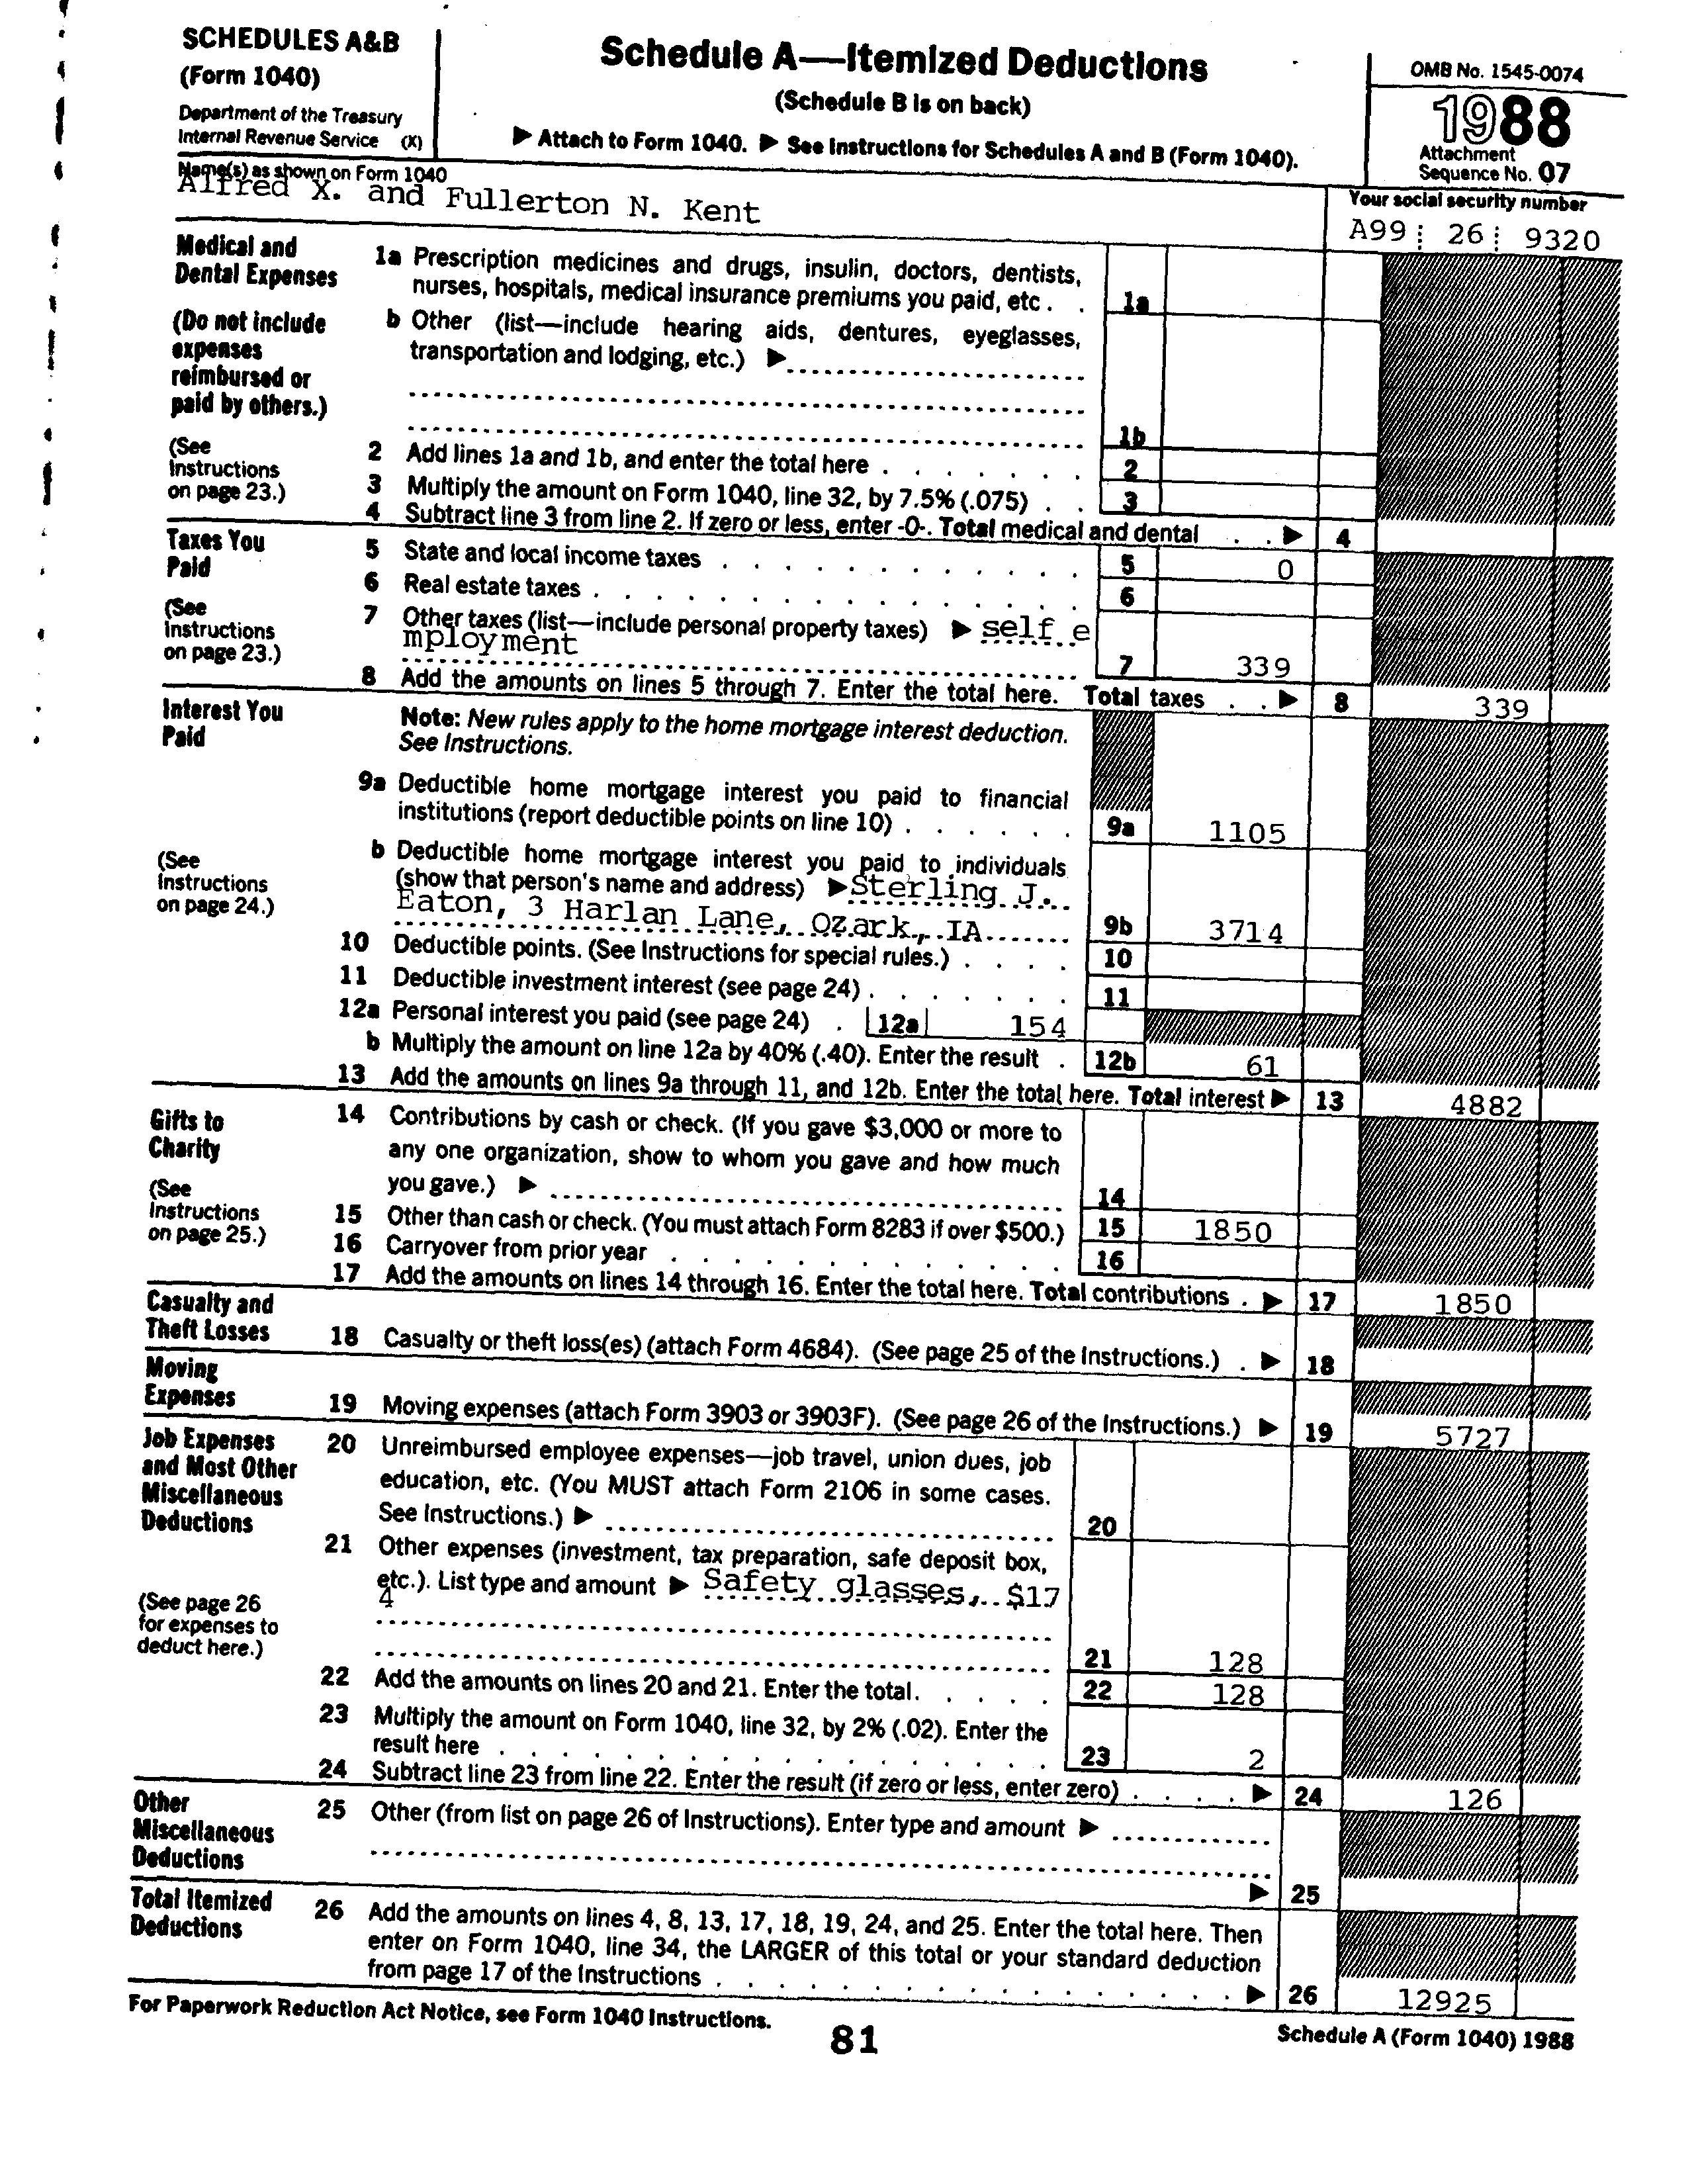 SCHEDULES A&B
(Form 1040)
Department of the Treasury
Internal Revenue Service (X)
Schedule A—Itemized Deductions
(Schedule B is on back)
▶ Attach to Form 1040. ▶ See Instructions for Schedules A and B (Form 1040).
OMB No. 1545-0074
1988
Attachment
Sequence No. 07
Name(s) as shown on Form 1040
Alfred X. and Fullerton N. Kent
Your social security number
A99 26 9320
Medical and
Dental Expenses
(Do not include
expenses
reimbursed or
paid by others.)
(See
Instructions
on page 23.)
1a Prescription medicines and drugs, insulin, doctors, dentists,
nurses, hospitals, medical insurance premiums you paid, etc . . 1a
b Other (list—include hearing aids, dentures, eyeglasses,
transportation and lodging, etc.) ▶
1b
2 Add lines 1a and 1b, and enter the total here . . . . . . . 2
3 Multiply the amount on Form 1040, line 32, by 7.5% (.075) . . 3
4 Subtract line 3 from line 2. If zero or less, enter -0-. Total medical and dental . . ▶ 4
Taxes You
Paid
(See
Instructions
on page 23.)
5 State and local income taxes . . . . . . . . . . . . 5 0
6 Real estate taxes . . . . . . . . . . . . . . . . 6
7 Other taxes (list—include personal property taxes) ▶ self e
mployment
7 339
8 Add the amounts on lines 5 through 7. Enter the total here. Total taxes . . ▶ 8 339
Interest You
Paid
(See
Instructions
on page 24.)
Note: New rules apply to the home mortgage interest deduction.
See Instructions.
9a Deductible home mortgage interest you paid to financial
institutions (report deductible points on line 10) . . . . . . 9a 1105
b Deductible home mortgage interest you paid to individuals
(show that person's name and address) ▶ Sterling J.
Eaton, 3 Harlan Lane, Ozark, IA 9b 3714
10 Deductible points. (See Instructions for special rules.) . . . . 10
11 Deductible investment interest (see page 24) . . . . . . . 11
12a Personal interest you paid (see page 24) . 12a 154
b Multiply the amount on line 12a by 40% (.40). Enter the result . 12b 61
13 Add the amounts on lines 9a through 11, and 12b. Enter the total here. Total interest ▶ 13 4882
Gifts to
Charity
(See
Instructions
on page 25.)
14 Contributions by cash or check. (If you gave $3,000 or more to
any one organization, show to whom you gave and how much
you gave.) ▶ 14
15 Other than cash or check. (You must attach Form 8283 if over $500.) 15 1850
16 Carryover from prior year . . . . . . . . . . . . . 16
17 Add the amounts on lines 14 through 16. Enter the total here. Total contributions . ▶ 17 1850
Casualty and
Theft Losses
18 Casualty or theft loss(es) (attach Form 4684). (See page 25 of the Instructions.) . ▶ 18
Moving
Expenses
19 Moving expenses (attach Form 3903 or 3903F). (See page 26 of the Instructions.) ▶ 19 5727
Job Expenses
and Most Other
Miscellaneous
Deductions
(See page 26
for expenses to
deduct here.)
20 Unreimbursed employee expenses—job travel, union dues, job
education, etc. (You MUST attach Form 2106 in some cases.
See Instructions.) ▶ 20
21 Other expenses (investment, tax preparation, safe deposit box,
etc.). List type and amount ▶ Safety glasses, $17
4
21 128
22 Add the amounts on lines 20 and 21. Enter the total. . . . . 22 128
23 Multiply the amount on Form 1040, line 32, by 2% (.02). Enter the
result here . . . . . . . . . . . . . . . . . . 23 2
24 Subtract line 23 from line 22. Enter the result (if zero or less, enter zero) . . . . ▶ 24 126
Other
Miscellaneous
Deductions
25 Other (from list on page 26 of Instructions). Enter type and amount ▶
▶ 25
Total Itemized
Deductions
26 Add the amounts on lines 4, 8, 13, 17, 18, 19, 24, and 25. Enter the total here. Then
enter on Form 1040, line 34, the LARGER of this total or your standard deduction
from page 17 of the Instructions . . . . . . . . . . . . . . . . . ▶ 26 12925
For Paperwork Reduction Act Notice, see Form 1040 Instructions.
81
Schedule A (Form 1040) 1988